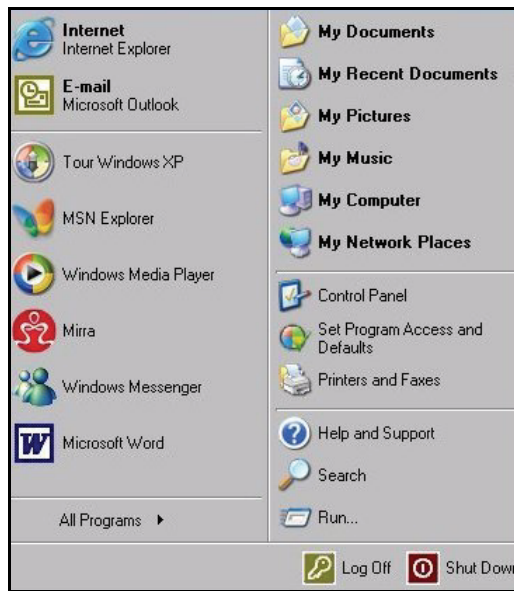 Internet
Internet Explorer
E-mail
Microsoft Outlook
Tour Windows XP
MSN Explorer
Windows Media Player
Mirra
Windows Messenger
Microsoft Word
All Programs
My Documents
My Recent Documents
My Pictures
My Music
My Computer
My Network Places
Control Panel
Set Program Access and
Defaults
Printers and Faxes
Help and Support
Search
Run...
Log Off Shut Down